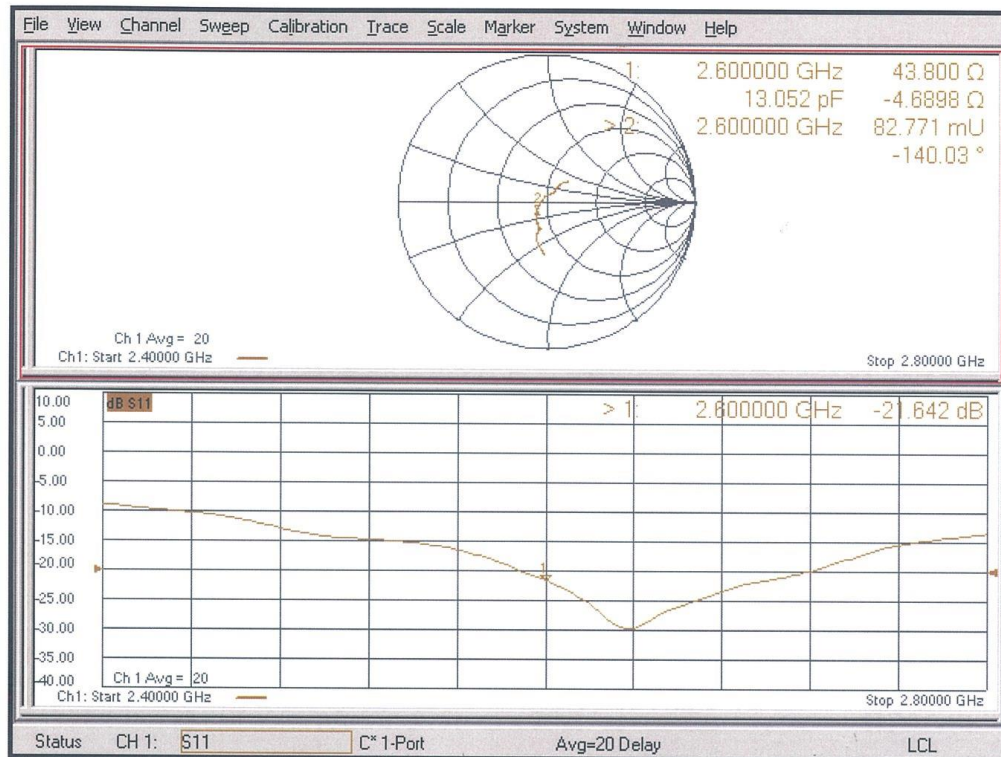 File View Channel Sweep Calibration Trace Scale Marker System Window Help
1: 2.600000 GHz 43.800 Ω
13.052 pF -4.6898 Ω
> 2: 2.600000 GHz 82.771 mU
-140.03 °
2
Ch 1 Avg = 20
Ch1: Start 2.40000 GHz Stop 2.80000 GHz
10.00 dB S11 > 1: 2.600000 GHz -21.642 dB
5.00
0.00
-5.00
-10.00
-15.00
-20.00 1
-25.00
-30.00
-35.00
-40.00 Ch 1 Avg = 20
Ch1: Start 2.40000 GHz Stop 2.80000 GHz
Status CH 1: S11 C* 1-Port Avg=20 Delay LCL